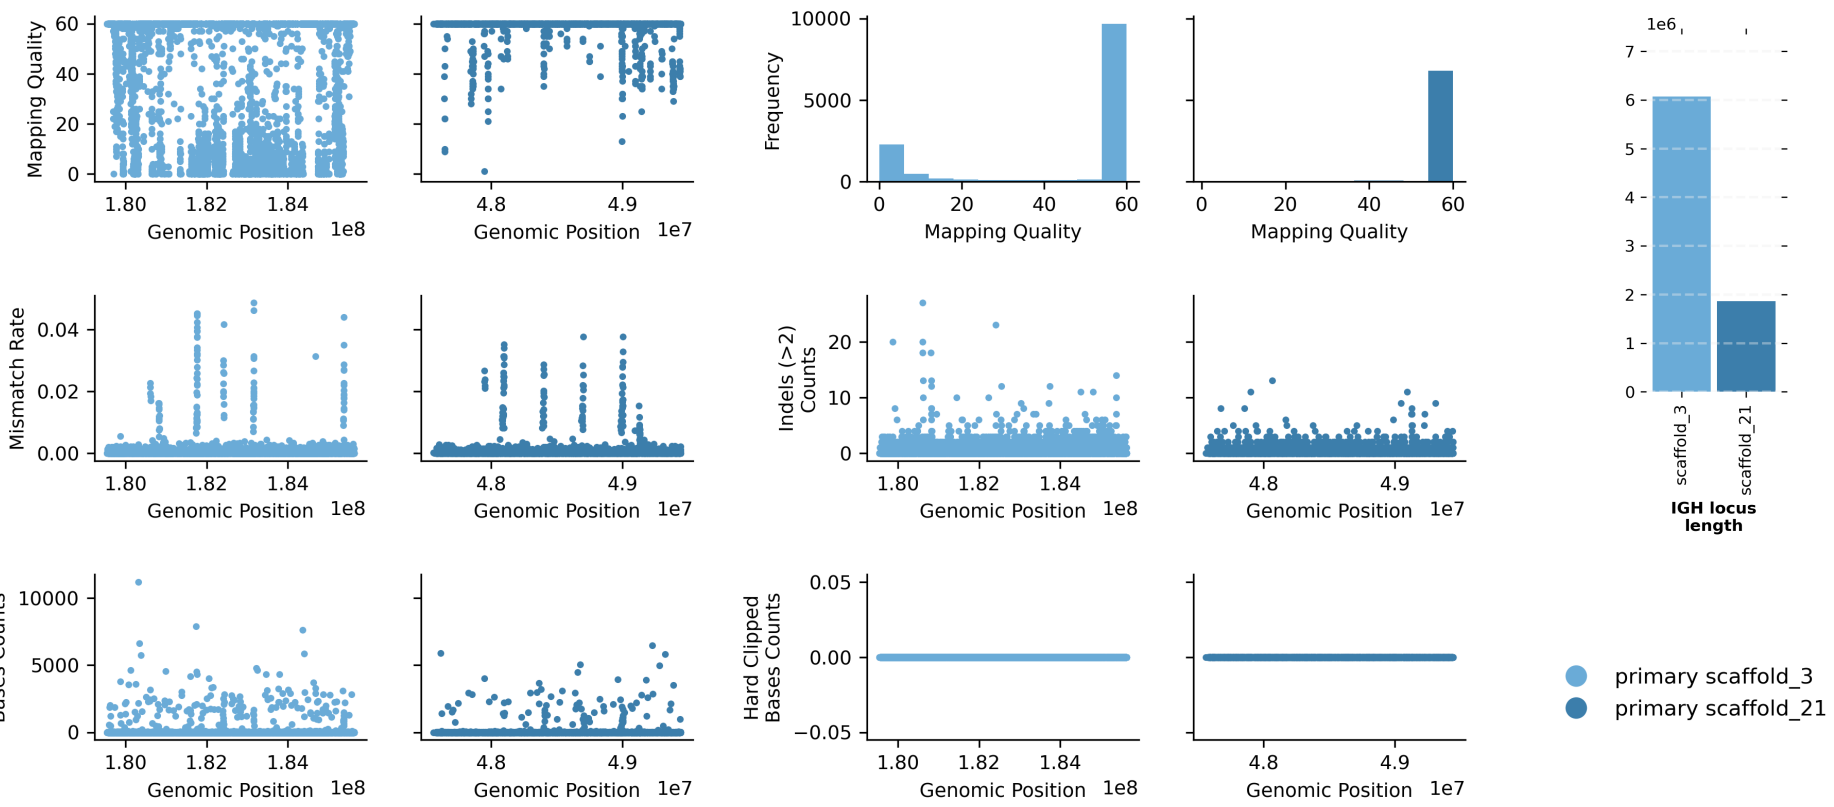 Mapping Quality
60
40
20
0
1.80 1.82 1.84
Genomic Position 1e8
4.8 4.9
Genomic Position 1e7
Frequency
10000
5000
0
0 20 40 60
Mapping Quality
0 20 40 60
Mapping Quality
1e6
7
6
5
4
3
2
1
0
scaffold_3
scaffold_21
IGH locus
length
Mismatch Rate
0.04
0.02
0.00
1.80 1.82 1.84
Genomic Position 1e8
4.8 4.9
Genomic Position 1e7
Indels (>2)
Counts
20
10
0
1.80 1.82 1.84
Genomic Position 1e8
4.8 4.9
Genomic Position 1e7
Bases Counts
10000
5000
0
1.80 1.82 1.84
Genomic Position 1e8
4.8 4.9
Genomic Position 1e7
Hard Clipped
Bases Counts
0.05
0.00
−0.05
1.80 1.82 1.84
Genomic Position 1e8
4.8 4.9
Genomic Position 1e7
primary scaffold_3
primary scaffold_21